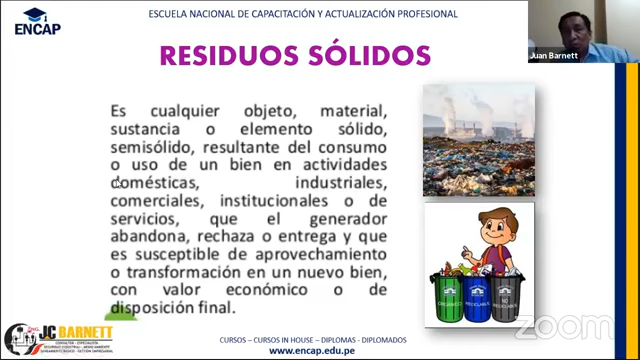 ESCUELA NACIONAL DE CAPACITACIÓN Y ACTUALIZACIÓN PROFESIONAL
ENCAP
RESIDUOS SÓLIDOS
Juan Barnett
Es cualquier objeto, material,
sustancia o elemento sólido,
semisólido, resultante del consumo
o uso de un bien en actividades
domésticas, industriales,
comerciales, institucionales o de
servicios, que el generador
abandona, rechaza o entrega y que
es susceptible de aprovechamiento
o transformación en un nuevo bien,
con valor económico o de
disposición final.
JC BARNETT
CURSOS – CURSOS IN HOUSE – DIPLOMAS - DIPLOMADOS
www.encap.edu.pe
zoom